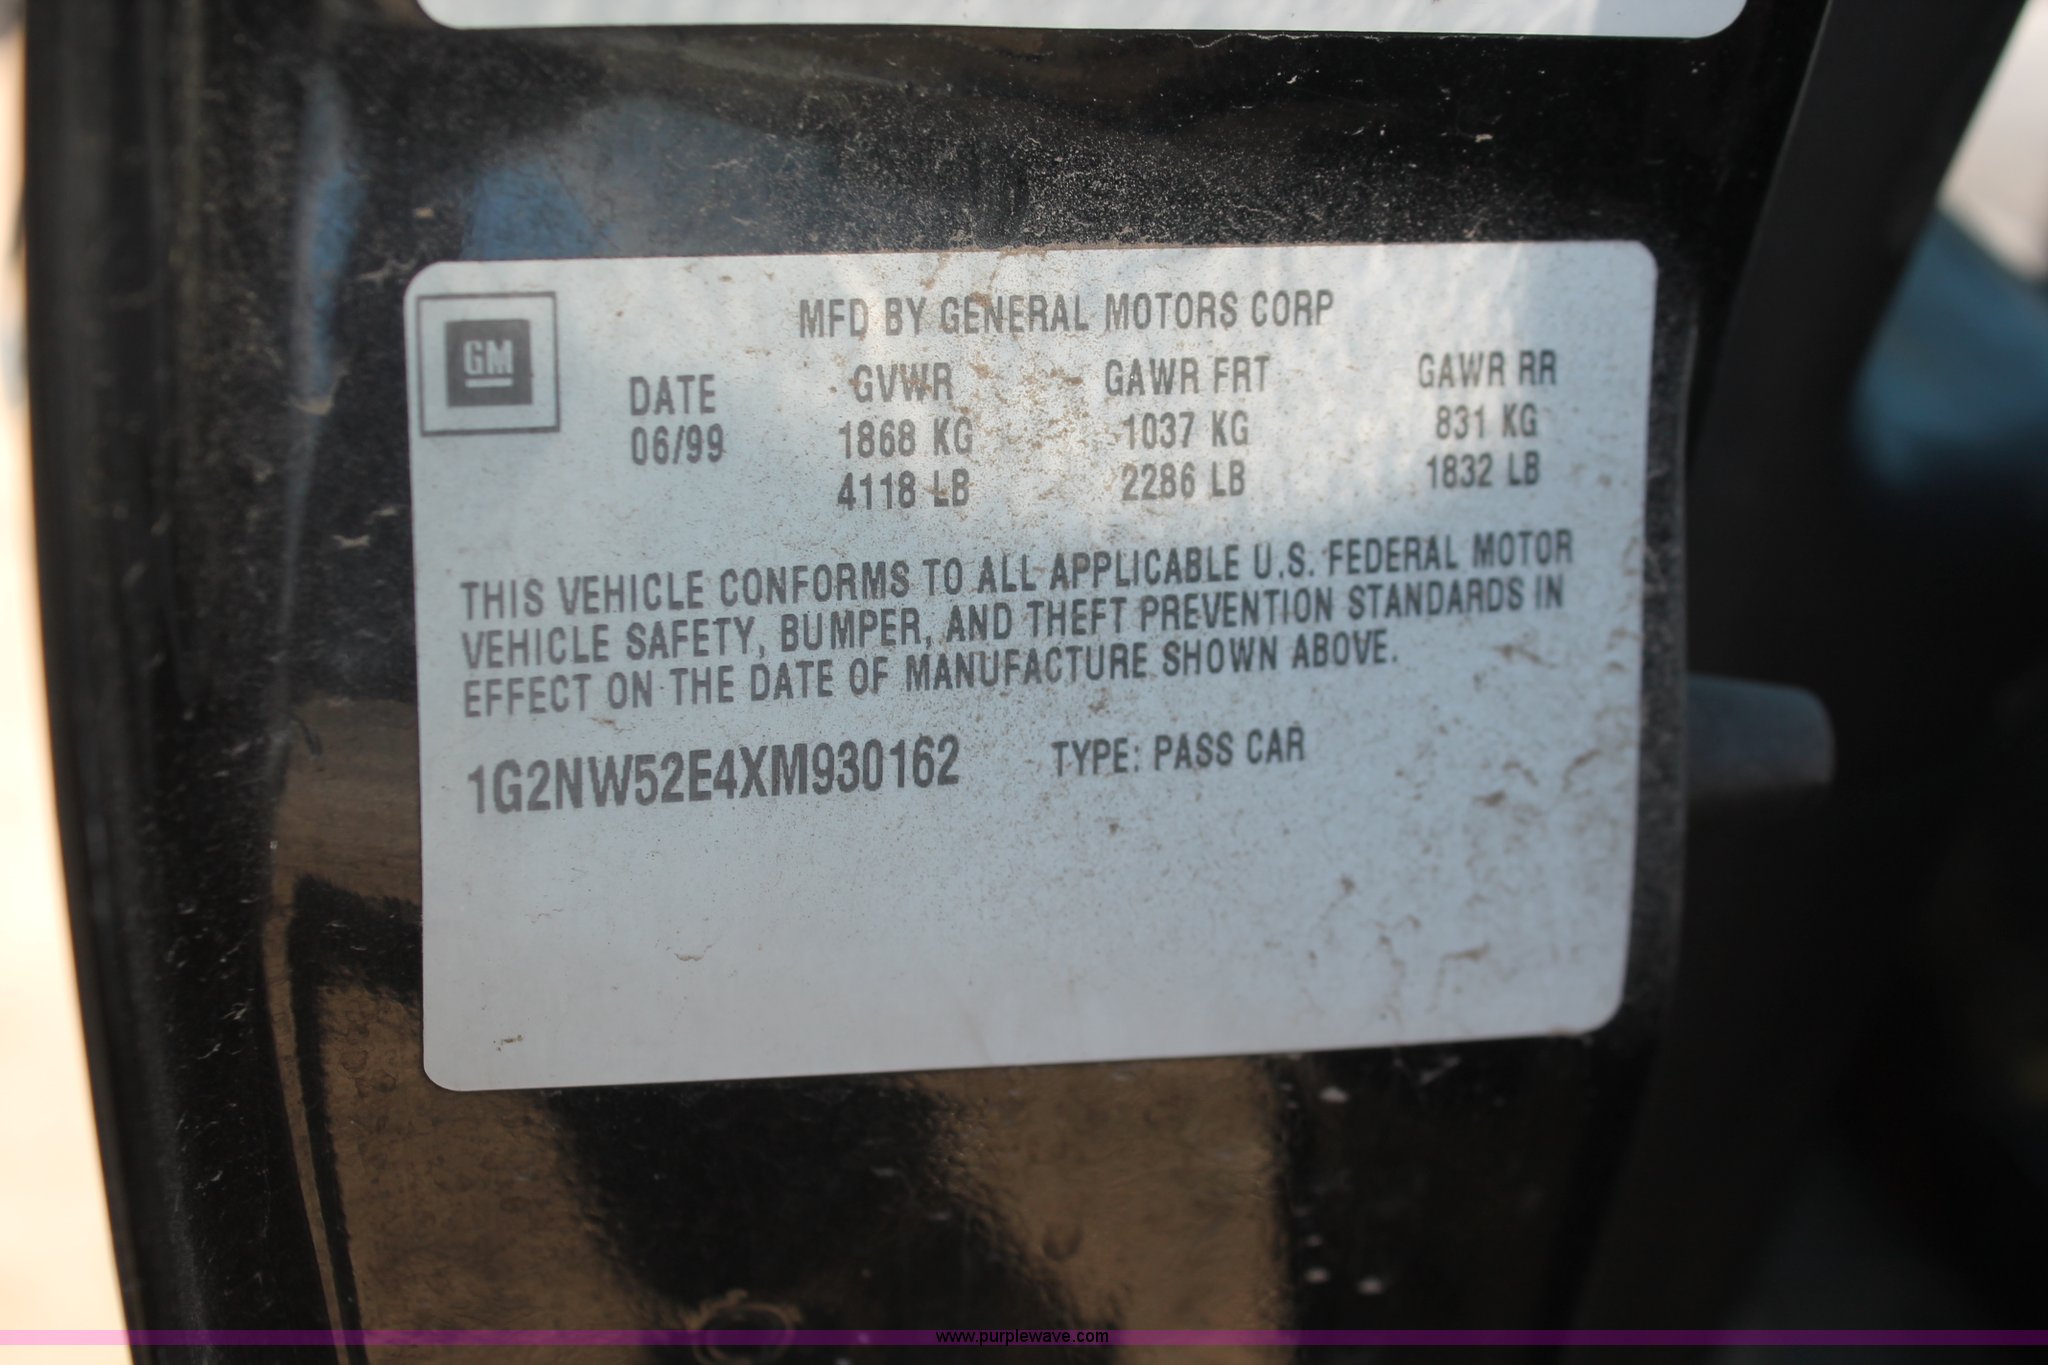 GM
MFD BY GENERAL MOTORS CORP
DATE GVWR GAWR FRT GAWR RR
06/99 1868 KG 1037 KG 831 KG
4118 LB 2286 LB 1832 LB
THIS VEHICLE CONFORMS TO ALL APPLICABLE U.S. FEDERAL MOTOR
VEHICLE SAFETY, BUMPER, AND THEFT PREVENTION STANDARDS IN
EFFECT ON THE DATE OF MANUFACTURE SHOWN ABOVE.
1G2NW52E4XM930162 TYPE: PASS CAR
www.purplewave.com